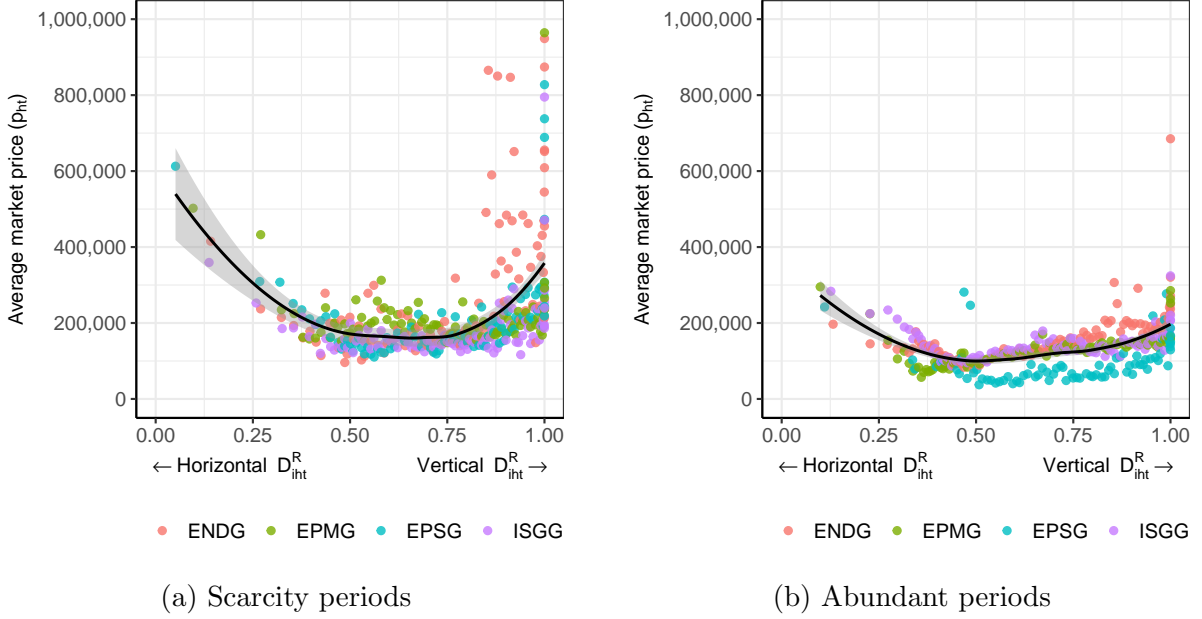 1,000,000
800,000
600,000
400,000
200,000
0
Average market price (pht)
0.00 0.25 0.50 0.75 1.00
← Horizontal D^R_iht Vertical D^R_iht →
ENDG EPMG EPSG ISGG
(a) Scarcity periods
1,000,000
800,000
600,000
400,000
200,000
0
Average market price (pht)
0.00 0.25 0.50 0.75 1.00
← Horizontal D^R_iht Vertical D^R_iht →
ENDG EPMG EPSG ISGG
(b) Abundant periods